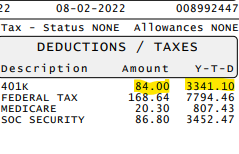 22 08-02-2022 008992447
Tax - Status NONE Allowances NONE
DEDUCTIONS / TAXES
Description Amount Y-T-D
401K 84.00 3341.10
FEDERAL TAX 168.64 7794.46
MEDICARE 20.30 807.43
SOC SECURITY 86.80 3452.47